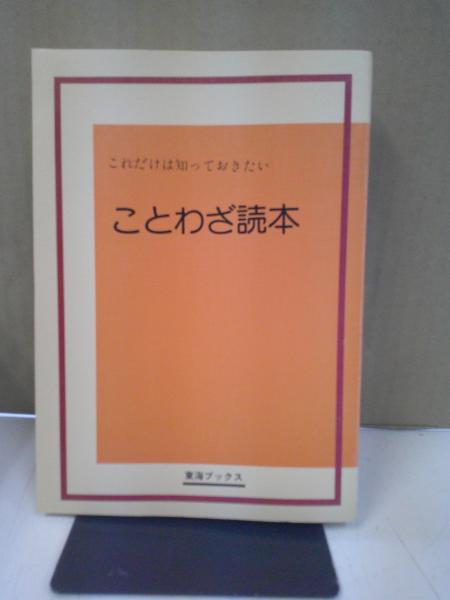 これだけは知っておきたい
ことわざ読本
東海ブックス